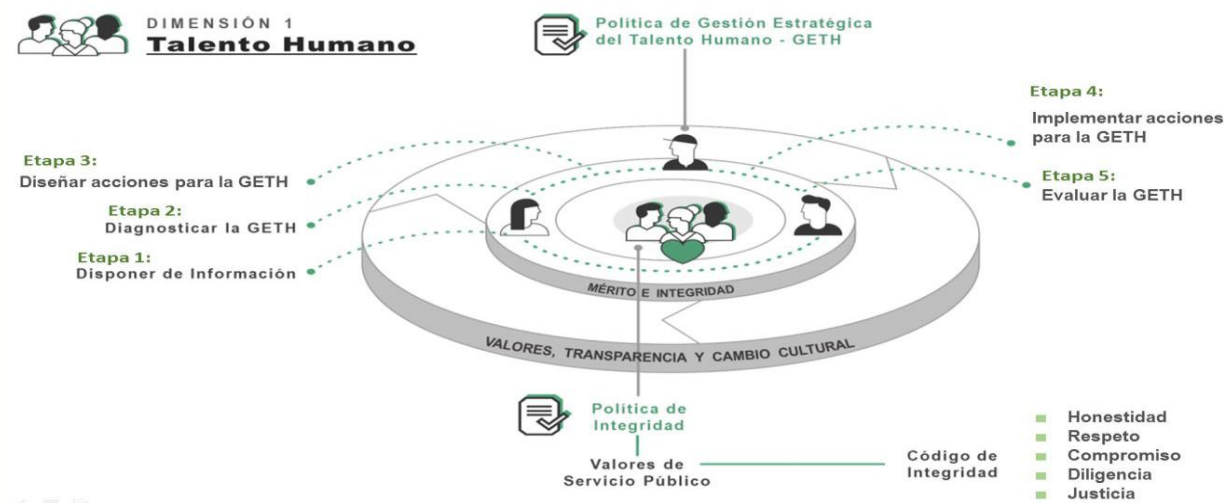 DIMENSIÓN 1
Talento Humano
Política de Gestión Estratégica
del Talento Humano - GETH
Etapa 4:
Implementar acciones
para la GETH
Etapa 3:
Diseñar acciones para la GETH
Etapa 5:
Evaluar la GETH
Etapa 2:
Diagnosticar la GETH
Etapa 1:
Disponer de Información
MÉRITO E INTEGRIDAD
VALORES, TRANSPARENCIA Y CAMBIO CULTURAL
Política de
Integridad
Valores de
Servicio Público
Código de
Integridad
Honestidad
Respeto
Compromiso
Diligencia
Justicia